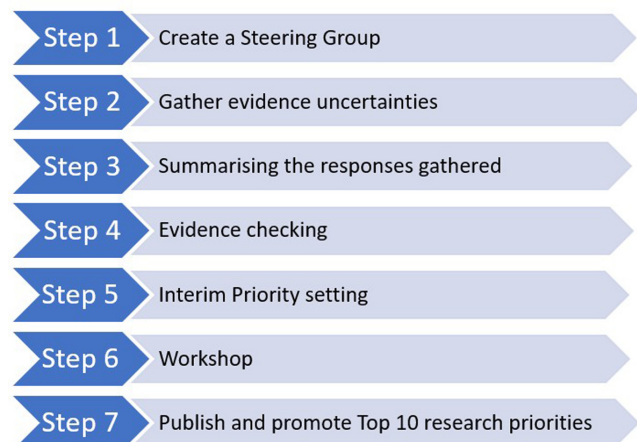 Step 1 Create a Steering Group
Step 2 Gather evidence uncertainties
Step 3 Summarising the responses gathered
Step 4 Evidence checking
Step 5 Interim Priority setting
Step 6 Workshop
Step 7 Publish and promote Top 10 research priorities